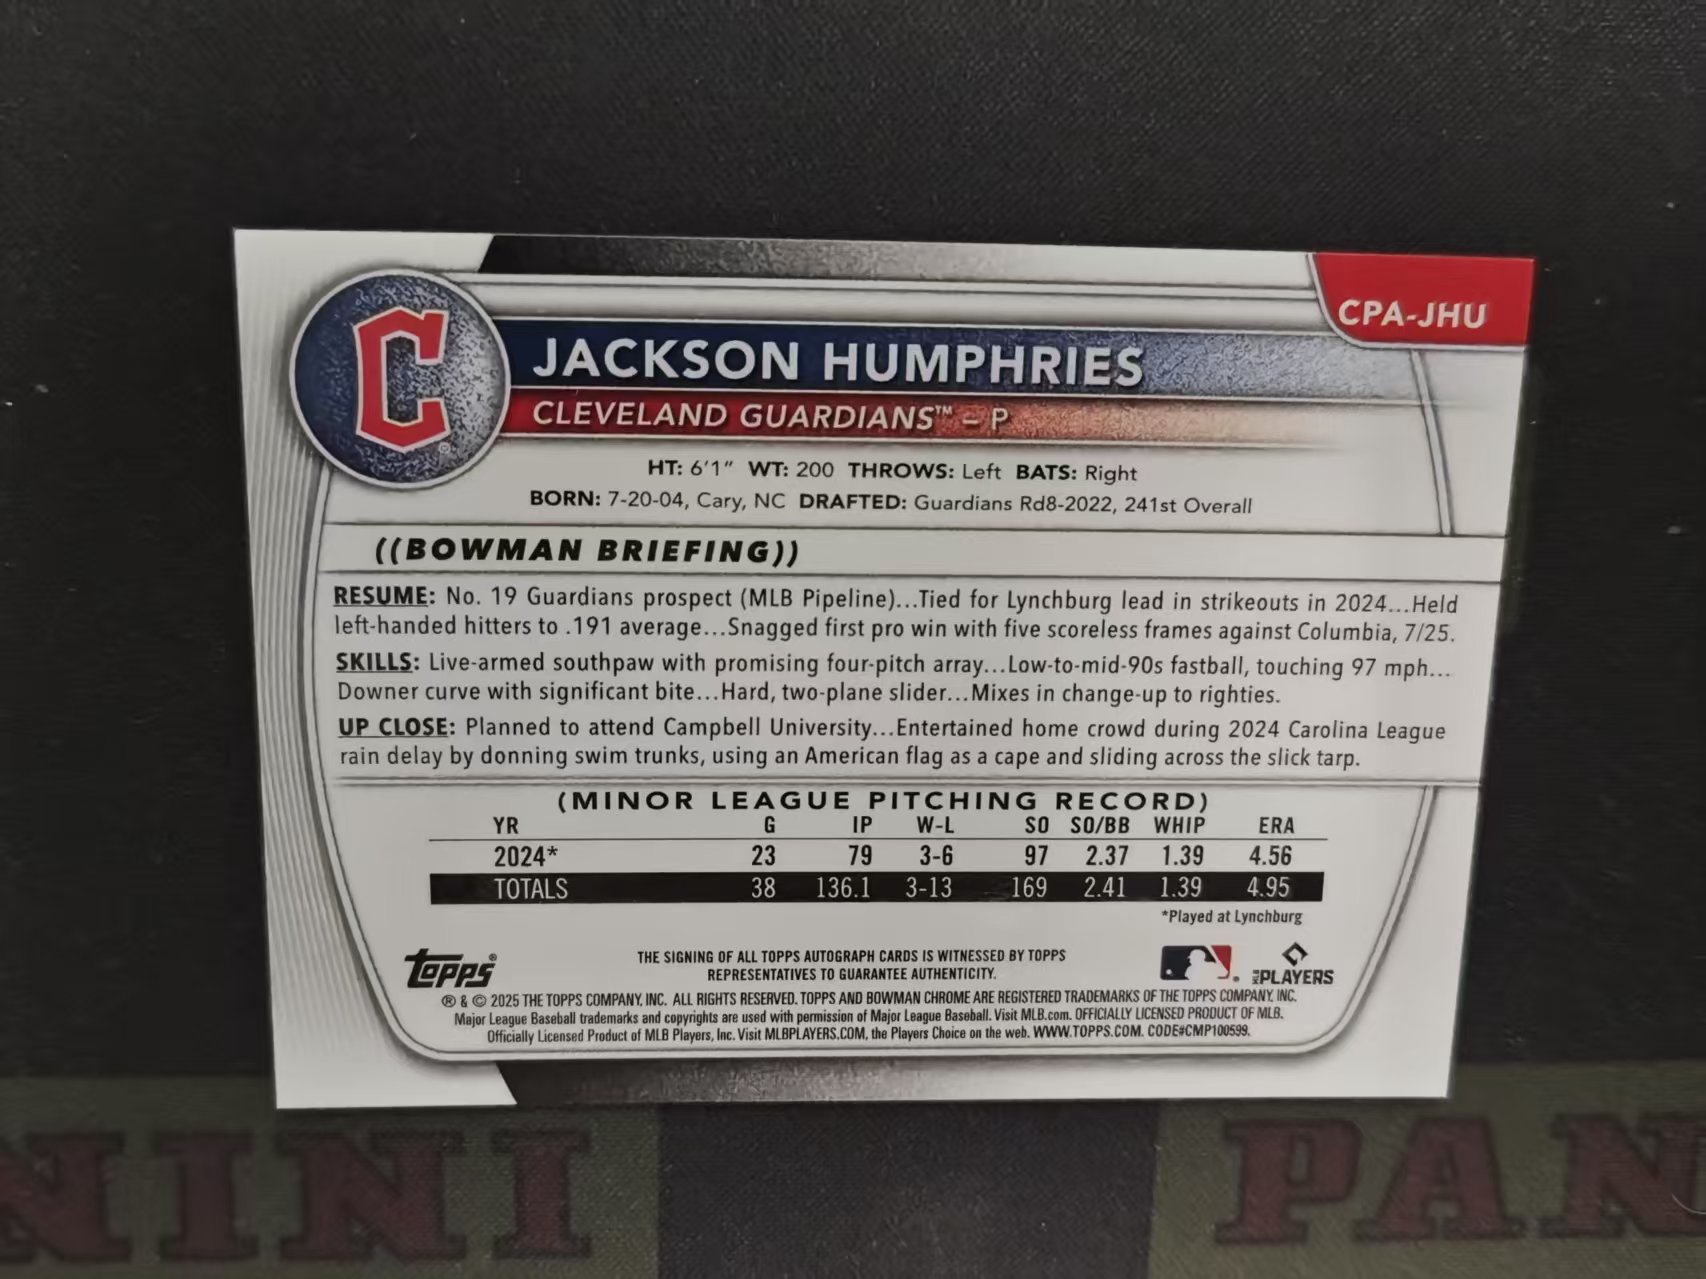 CPA-JHU
C
JACKSON HUMPHRIES
CLEVELAND GUARDIANS™ – P
HT: 6'1" WT: 200 THROWS: Left BATS: Right
BORN: 7-20-04, Cary, NC DRAFTED: Guardians Rd8-2022, 241st Overall
((BOWMAN BRIEFING))
RESUME: No. 19 Guardians prospect (MLB Pipeline)...Tied for Lynchburg lead in strikeouts in 2024...Held
left-handed hitters to .191 average...Snagged first pro win with five scoreless frames against Columbia, 7/25.
SKILLS: Live-armed southpaw with promising four-pitch array...Low-to-mid-90s fastball, touching 97 mph...
Downer curve with significant bite...Hard, two-plane slider...Mixes in change-up to righties.
UP CLOSE: Planned to attend Campbell University...Entertained home crowd during 2024 Carolina League
rain delay by donning swim trunks, using an American flag as a cape and sliding across the slick tarp.
(MINOR LEAGUE PITCHING RECORD)
YR G IP W-L SO SO/BB WHIP ERA
2024* 23 79 3-6 97 2.37 1.39 4.56
TOTALS 38 136.1 3-13 169 2.41 1.39 4.95
*Played at Lynchburg
Topps®
THE SIGNING OF ALL TOPPS AUTOGRAPH CARDS IS WITNESSED BY TOPPS
REPRESENTATIVES TO GUARANTEE AUTHENTICITY.
MLB PLAYERS
® & © 2025 THE TOPPS COMPANY, INC. ALL RIGHTS RESERVED. TOPPS AND BOWMAN CHROME ARE REGISTERED TRADEMARKS OF THE TOPPS COMPANY, INC.
Major League Baseball trademarks and copyrights are used with permission of Major League Baseball. Visit MLB.com. OFFICIALLY LICENSED PRODUCT OF MLB.
Officially Licensed Product of MLB Players, Inc. Visit MLBPLAYERS.COM, the Players Choice on the web. WWW.TOPPS.COM. CODE#CMP100599.
NINI PAN